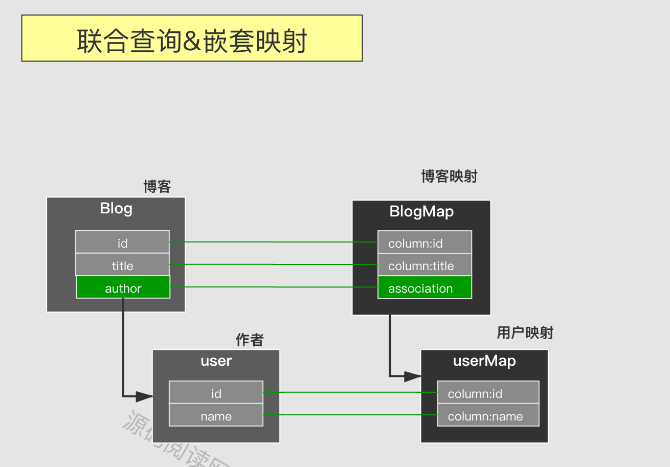 联合查询&嵌套映射
博客
博客映射
Blog
BlogMap
id
column:id
title
column:title
author
association
作者
用户映射
user
userMap
id
column:id
name
column:name
源码阅读网